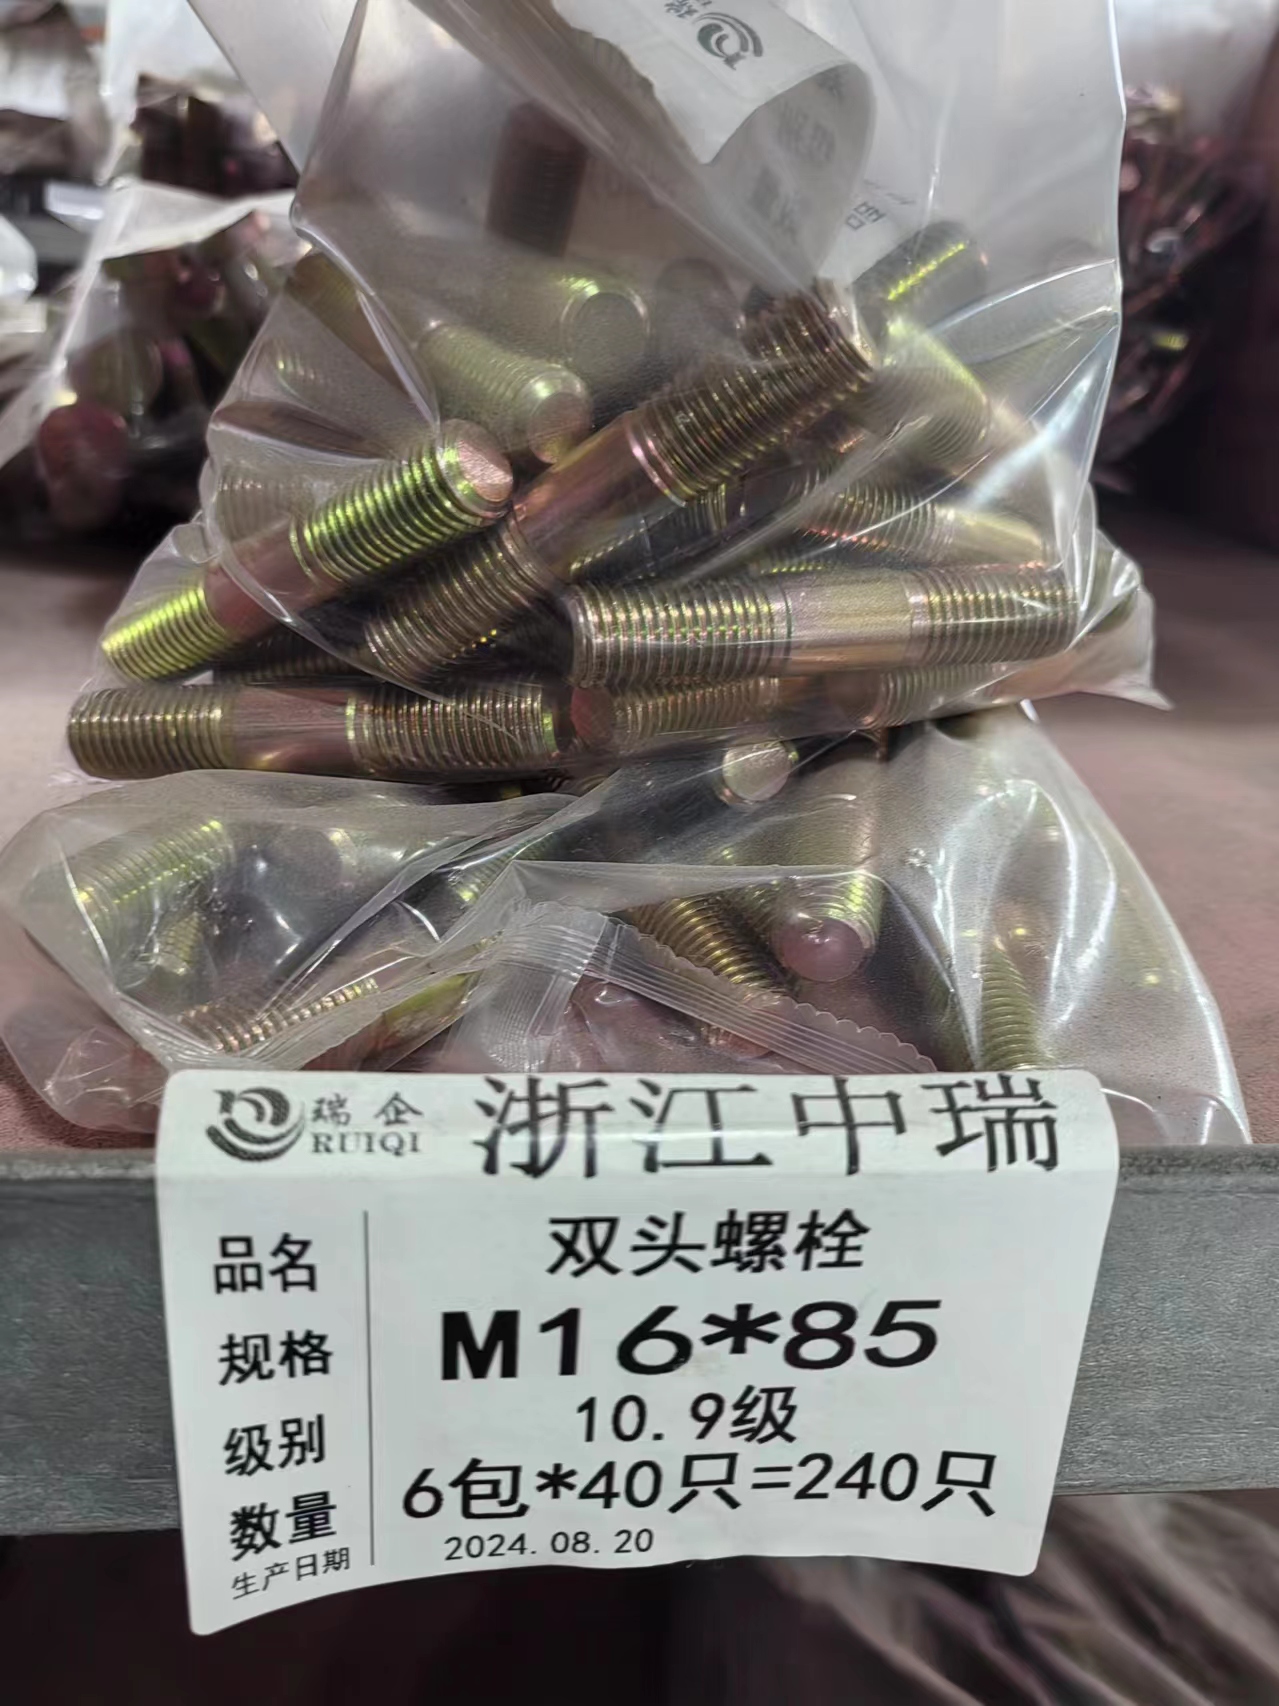 瑞企 RUIQI 浙江中瑞
品名 双头螺栓
规格 M16*85
级别 10.9级
数量 6包*40只=240只
生产日期 2024.08.20